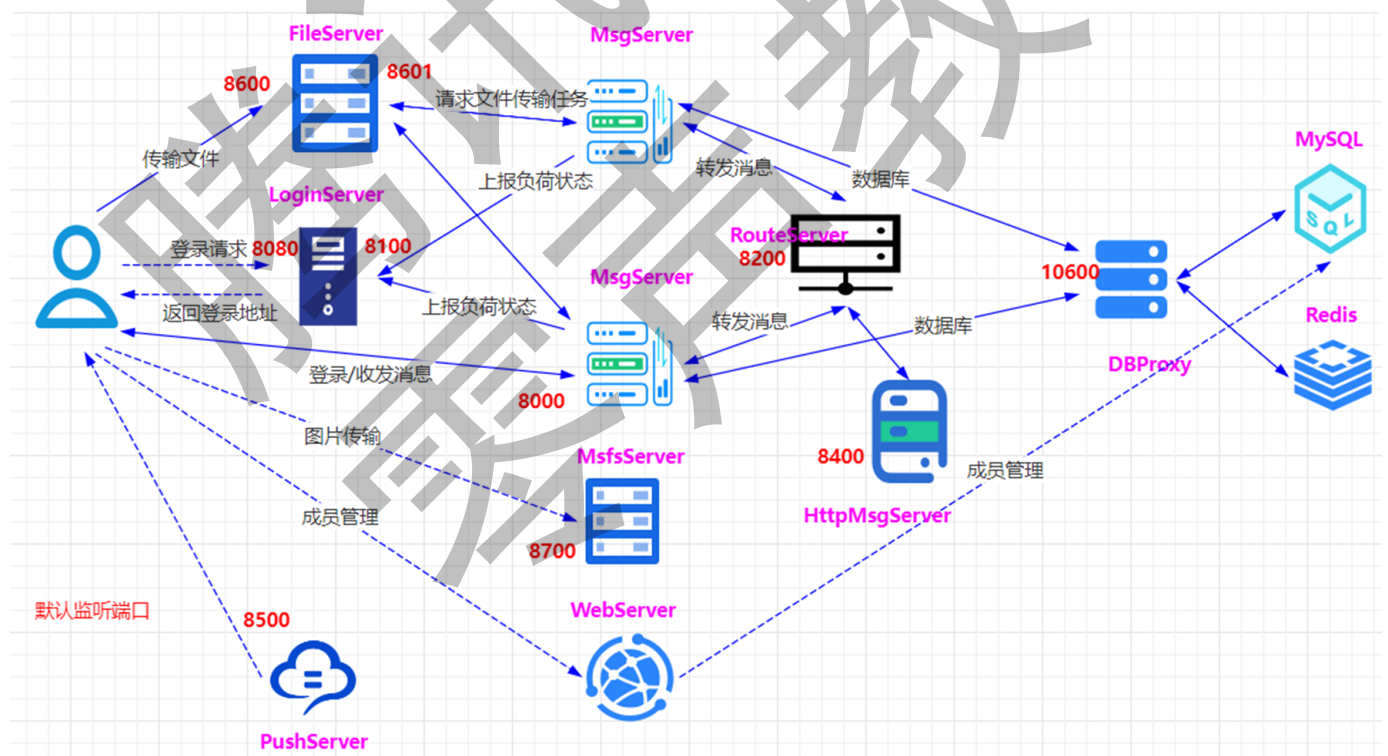 FileServer
MsgServer
8600
8601
请求文件传输任务
传输文件
上报负荷状态
转发消息
数据库
MySQL
SQL
LoginServer
登录请求
8080
8100
返回登录地址
RouteServer
8200
MsgServer
上报负荷状态
转发消息
数据库
10600
DBProxy
Redis
登录/收发消息
8000
图片传输
MsfsServer
8400
HttpMsgServer
成员管理
成员管理
8700
WebServer
默认监听端口
8500
PushServer